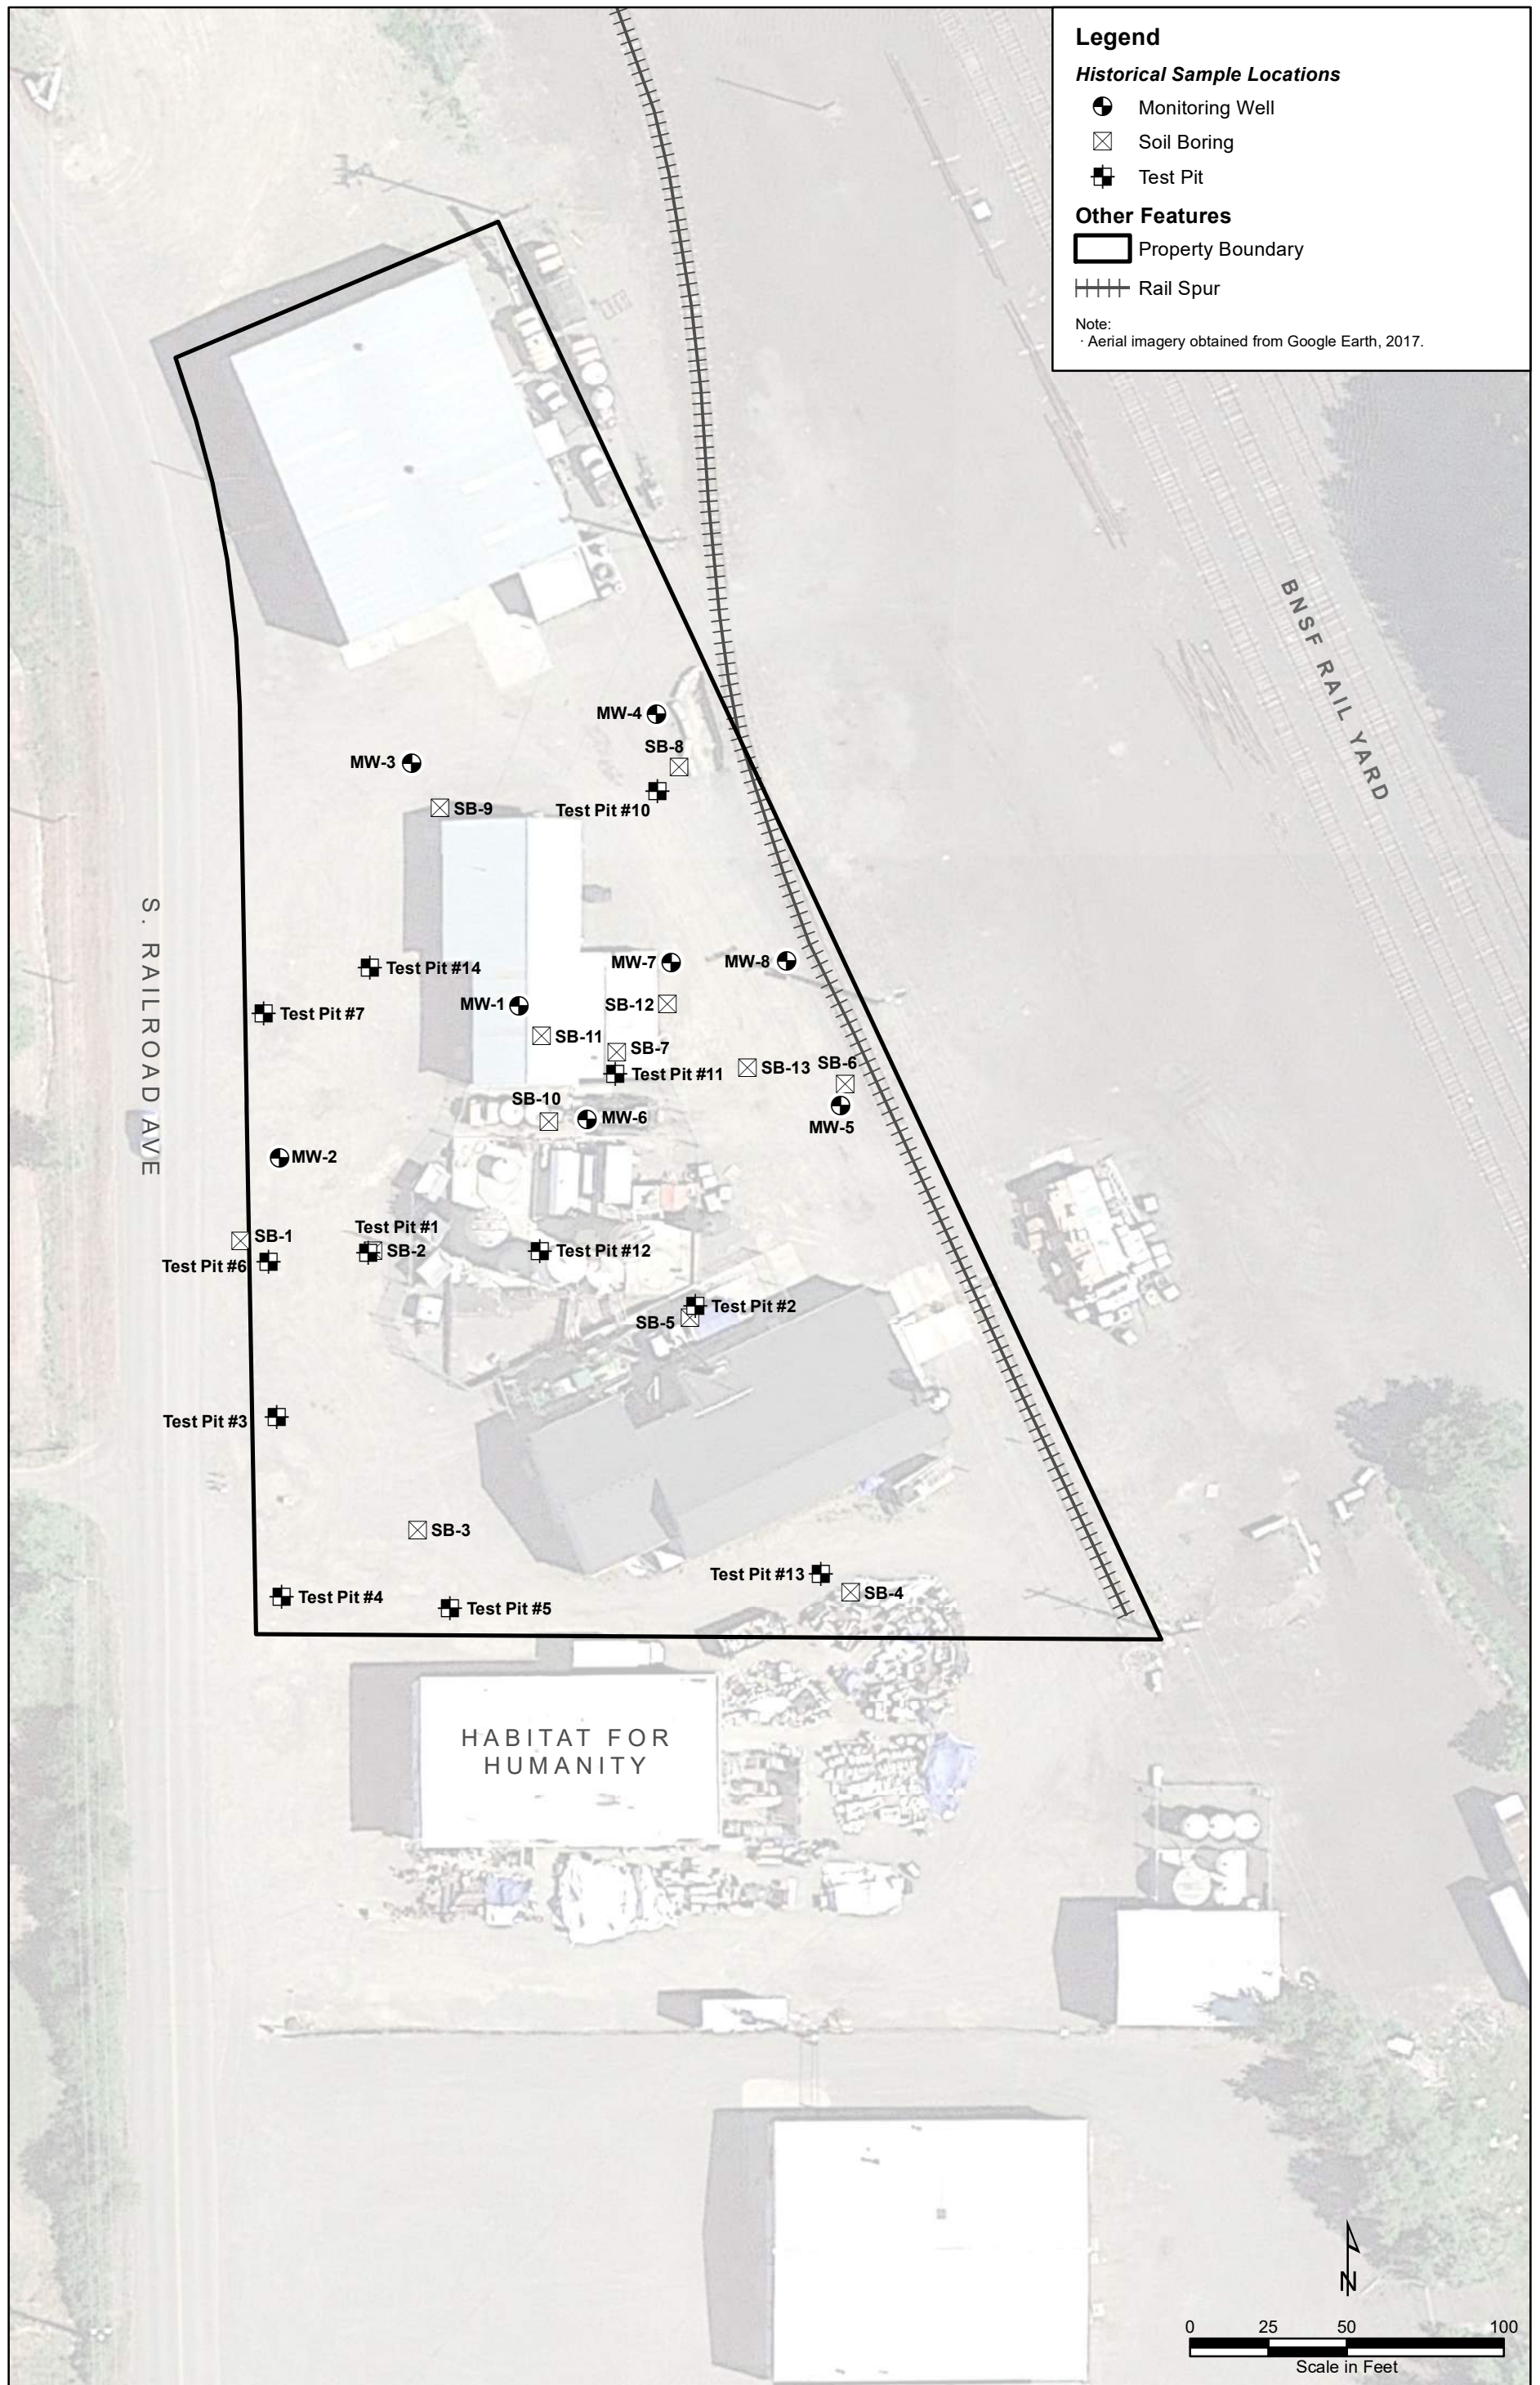 Legend
Historical Sample Locations
Monitoring Well
Soil Boring
Test Pit
Other Features
Property Boundary
Rail Spur
Note:
· Aerial imagery obtained from Google Earth, 2017.
BNSF RAIL YARD
MW-4
SB-8
MW-3
Test Pit #10
SB-9
S. RAILROAD AVE
MW-7
MW-8
Test Pit #14
MW-1
SB-12
Test Pit #7
SB-11
SB-7
SB-13
SB-6
Test Pit #11
SB-10
MW-6
MW-5
MW-2
Test Pit #1
SB-1
SB-2
Test Pit #12
Test Pit #6
Test Pit #2
SB-5
Test Pit #3
SB-3
Test Pit #13
SB-4
Test Pit #4
Test Pit #5
HABITAT FOR
HUMANITY
N
0 25 50 100
Scale in Feet